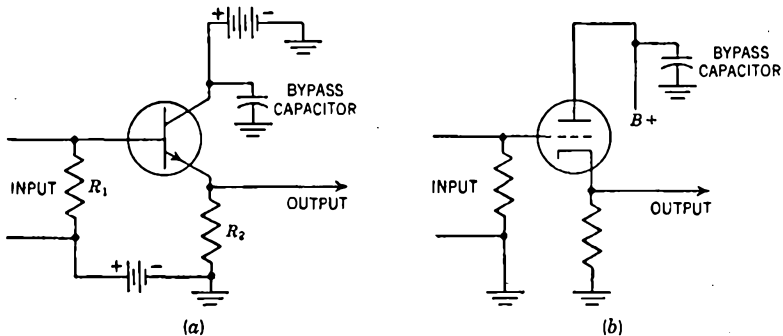 + -
BYPASS
CAPACITOR
INPUT
R₁
OUTPUT
R₂
+ -
(a)
BYPASS
CAPACITOR
B+
INPUT
OUTPUT
(b)